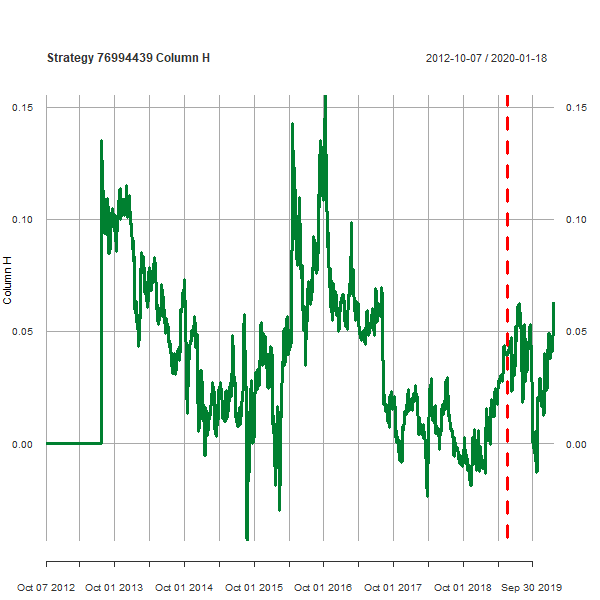 Strategy 76994439 Column H 2012-10-07 / 2020-01-18
0.15 0.15
0.10 0.10
Column H
0.05 0.05
0.00 0.00
Oct 07 2012 Oct 01 2013 Oct 01 2014 Oct 01 2015 Oct 01 2016 Oct 01 2017 Oct 01 2018 Sep 30 2019